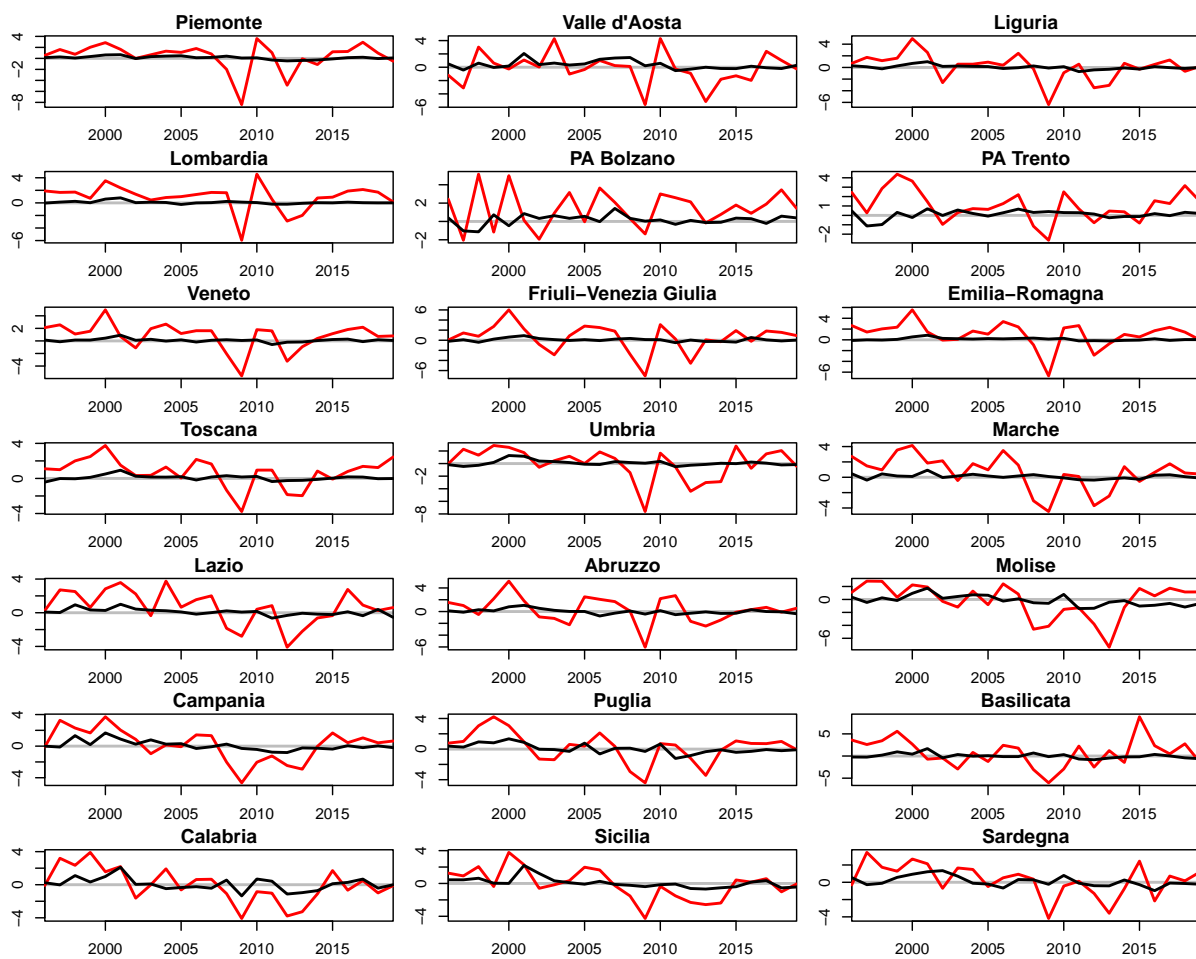 Piemonte Valle d'Aosta Liguria
4 -2 -8 4 0 -6 4 0 -6
2000 2005 2010 2015 2000 2005 2010 2015 2000 2005 2010 2015
Lombardia PA Bolzano PA Trento
4 0 -6 2 -2 4 1 -2
2000 2005 2010 2015 2000 2005 2010 2015 2000 2005 2010 2015
Veneto Friuli–Venezia Giulia Emilia–Romagna
2 -4 6 0 -6 4 0 -6
2000 2005 2010 2015 2000 2005 2010 2015 2000 2005 2010 2015
Toscana Umbria Marche
4 0 -4 -2 -8 4 0 -4
2000 2005 2010 2015 2000 2005 2010 2015 2000 2005 2010 2015
Lazio Abruzzo Molise
4 0 -4 4 0 -6 0 -6
2000 2005 2010 2015 2000 2005 2010 2015 2000 2005 2010 2015
Campania Puglia Basilicata
4 0 -4 4 0 -4 5 -5
2000 2005 2010 2015 2000 2005 2010 2015 2000 2005 2010 2015
Calabria Sicilia Sardegna
4 0 -4 4 0 -4 0 -4
2000 2005 2010 2015 2000 2005 2010 2015 2000 2005 2010 2015